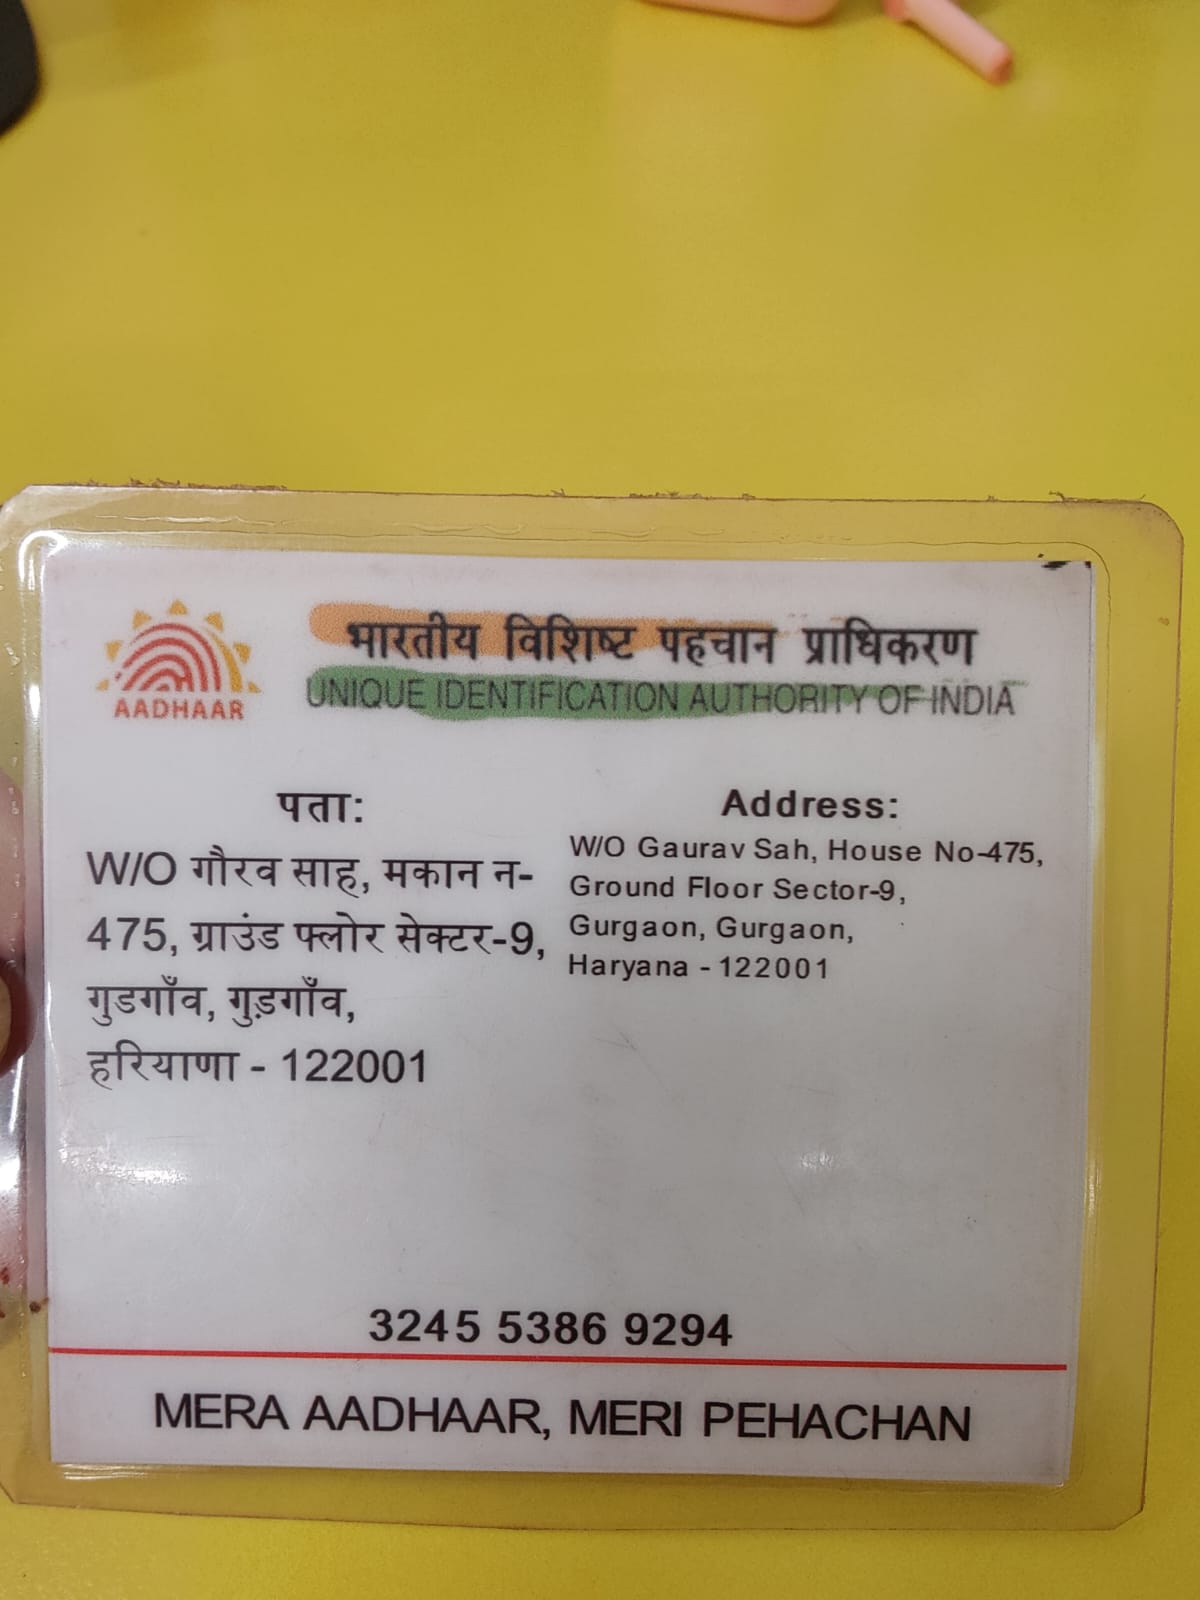 भारतीय विशिष्ट पहचान प्राधिकरण
UNIQUE IDENTIFICATION AUTHORITY OF INDIA
AADHAAR
पता:
W/O गौरव साह, मकान न-
475, ग्राउंड फ्लोर सेक्टर-9,
गुडगाँव, गुड़गाँव,
हरियाणा - 122001
Address:
W/O Gaurav Sah, House No-475,
Ground Floor Sector-9,
Gurgaon, Gurgaon,
Haryana - 122001
3245 5386 9294
MERA AADHAAR, MERI PEHACHAN